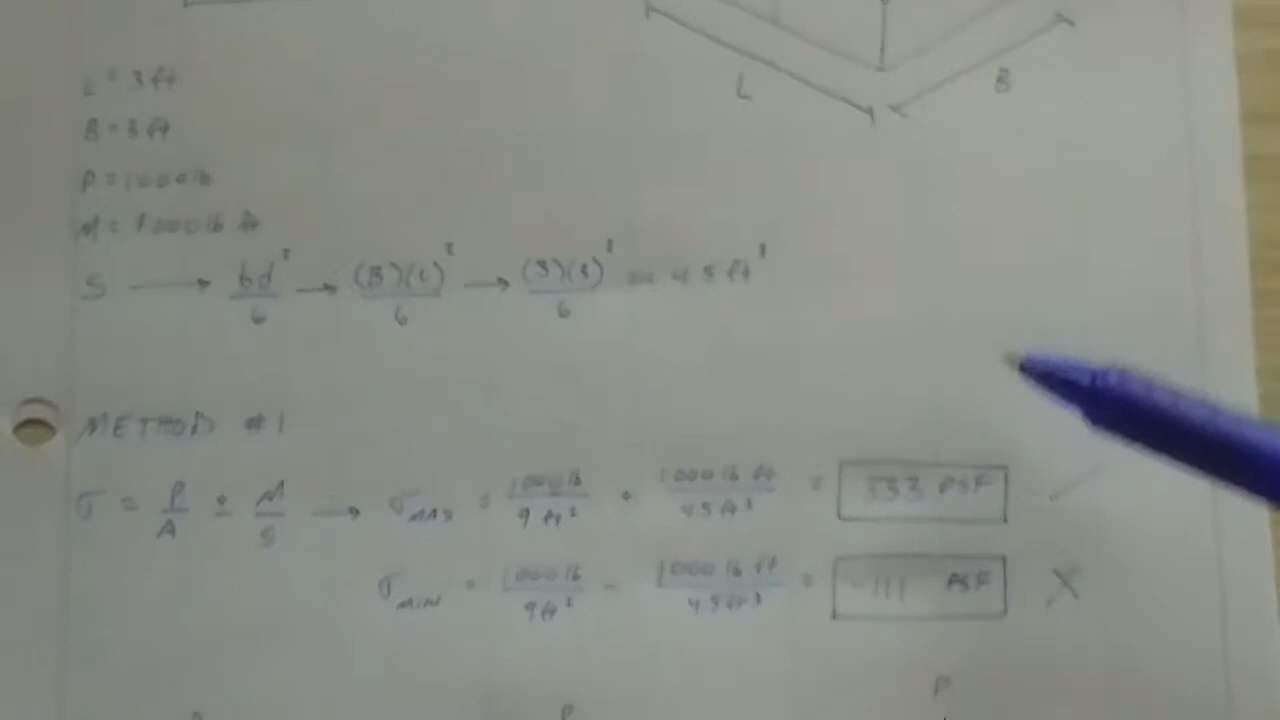 L
B
L = 3 ft
B = 3 ft
P = 1000 lb
M = 1000 lb ft
S → bd²/6 → (B)(L)²/6 → (3)(3)²/6 = 4.5 ft³
METHOD #1
σ = P/A ± M/S → σMAX = 1000 lb/9 ft² + 1000 lb ft/4.5 ft³ = 333 PSF ✓
σMIN = 1000 lb/9 ft² - 1000 lb ft/4.5 ft³ = -111 PSF X
P
P